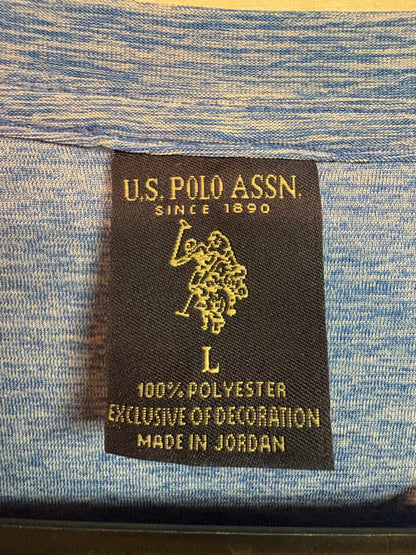 U.S. POLO ASSN.
SINCE 1890
L
100% POLYESTER
EXCLUSIVE OF DECORATION
MADE IN JORDAN